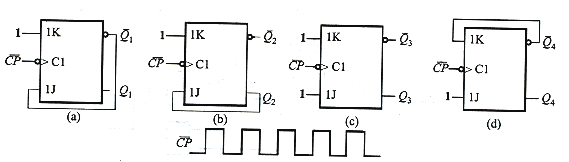 1 1K Q̄₁
C̄P̄ C1
1J Q₁
(a)
1 1K Q̄₂
C̄P̄ C1
1J Q₂
(b)
1 1K Q̄₃
C̄P̄ C1
1 1J Q₃
(c)
1K Q̄₄
C̄P̄ C1
1 1J Q₄
(d)
C̄P̄